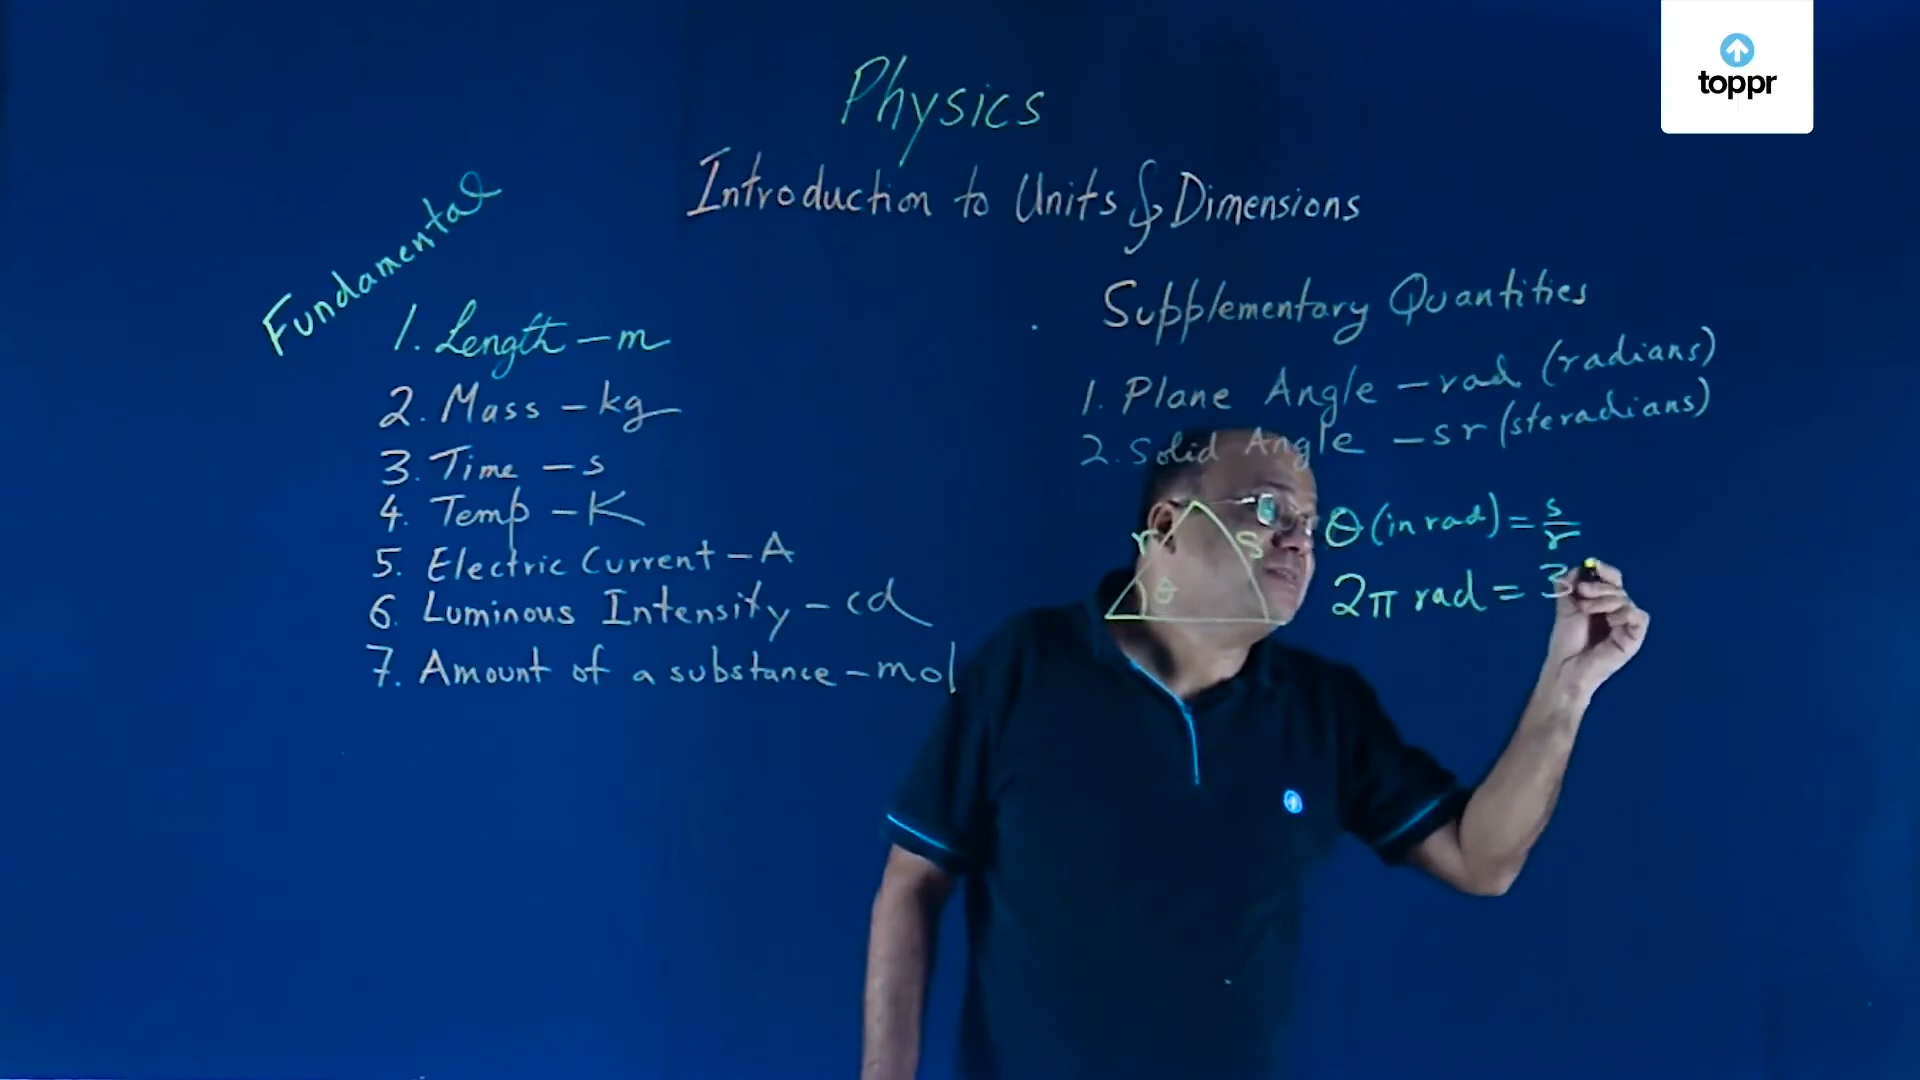 toppr
Physics
Introduction to Units & Dimensions
Fundamental
1. Length - m
2. Mass - kg
3. Time - s
4. Temp - K
5. Electric Current - A
6. Luminous Intensity - cd
7. Amount of a substance - mol
Supplementary Quantities
1. Plane Angle - rad (radians)
2. Solid Angle - sr (steradians)
r
s
θ
θ (in rad) = s/r
2π rad = 3